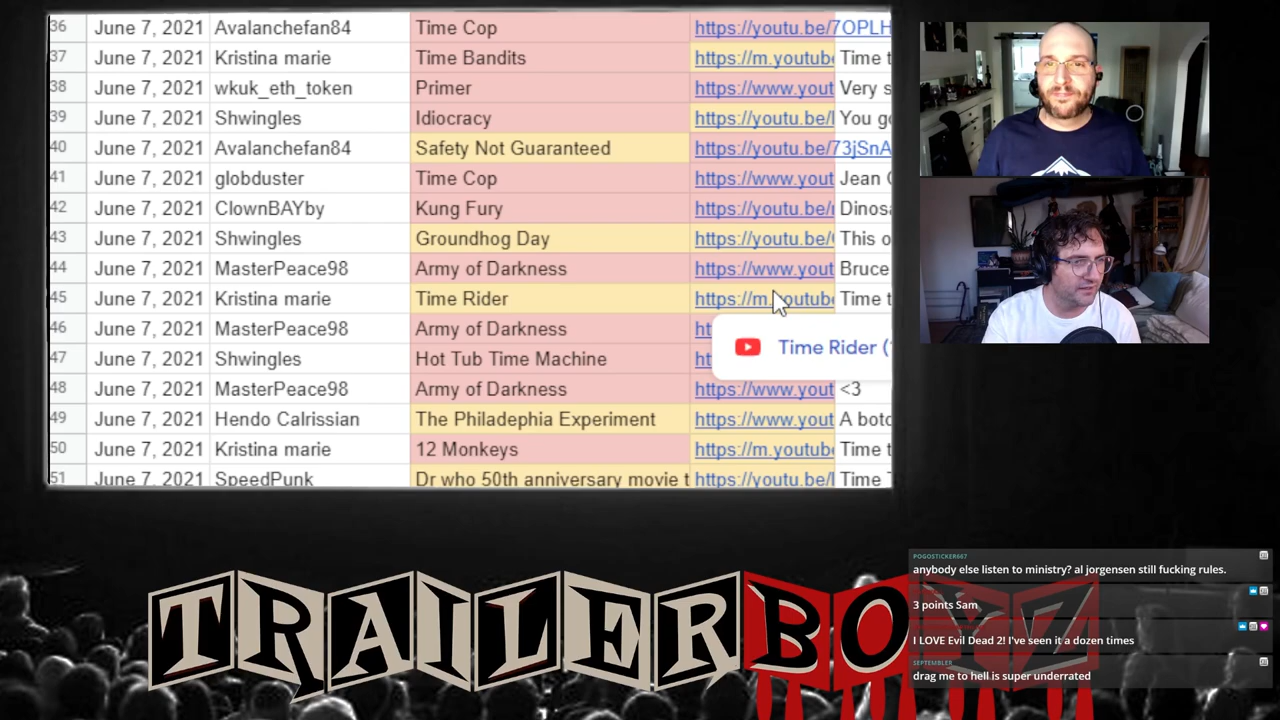 36 June 7, 2021 Avalanchefan84 Time Cop https://youtu.be/7OPLH
37 June 7, 2021 Kristina marie Time Bandits https://m.youtube Time t
38 June 7, 2021 wkuk_eth_token Primer https://www.yout Very s
39 June 7, 2021 Shwingles Idiocracy https://youtu.be/ You go
40 June 7, 2021 Avalanchefan84 Safety Not Guaranteed https://youtu.be/73jSnA
41 June 7, 2021 globduster Time Cop https://www.yout Jean
42 June 7, 2021 ClownBAYby Kung Fury https://youtu.be/ Dinosa
43 June 7, 2021 Shwingles Groundhog Day https://youtu.be/ This o
44 June 7, 2021 MasterPeace98 Army of Darkness https://www.yout Bruce
45 June 7, 2021 Kristina marie Time Rider https://m.youtube Time t
46 June 7, 2021 MasterPeace98 Army of Darkness ht
Time Rider (
47 June 7, 2021 Shwingles Hot Tub Time Machine ht
48 June 7, 2021 MasterPeace98 Army of Darkness https://www.yout <3
49 June 7, 2021 Hendo Calrissian The Philadephia Experiment https://www.yout A boto
50 June 7, 2021 Kristina marie 12 Monkeys https://m.youtube Time t
51 June 7, 2021 SpeedPunk Dr who 50th anniversary movie t https://youtu.be/ Time
TRAILERBOYZ
POGOSTICKER667
anybody else listen to ministry? al jorgensen still fucking rules.
3 points Sam
I LOVE Evil Dead 2! I've seen it a dozen times
SEPTEMBLER
drag me to hell is super underrated